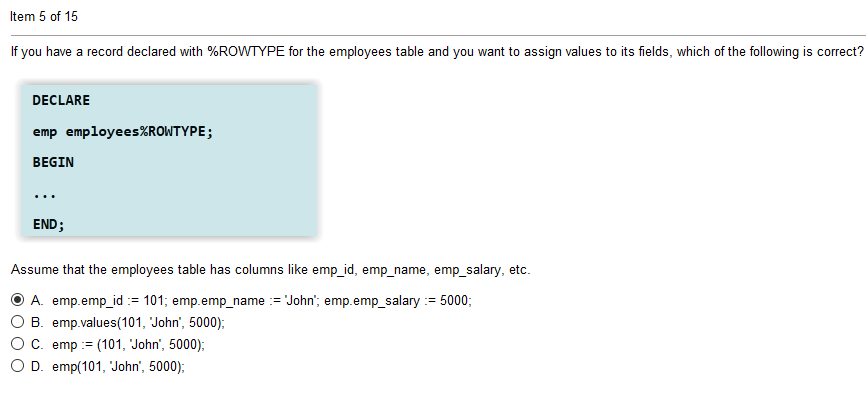 Item 5 of 15
If you have a record declared with %ROWTYPE for the employees table and you want to assign values to its fields, which of the following is correct?
DECLARE
emp employees%ROWTYPE;
BEGIN
...
END;
Assume that the employees table has columns like emp_id, emp_name, emp_salary, etc.
A. emp.emp_id := 101; emp.emp_name := 'John'; emp.emp_salary := 5000;
B. emp.values(101, 'John', 5000);
C. emp := (101, 'John', 5000);
D. emp(101, 'John', 5000);